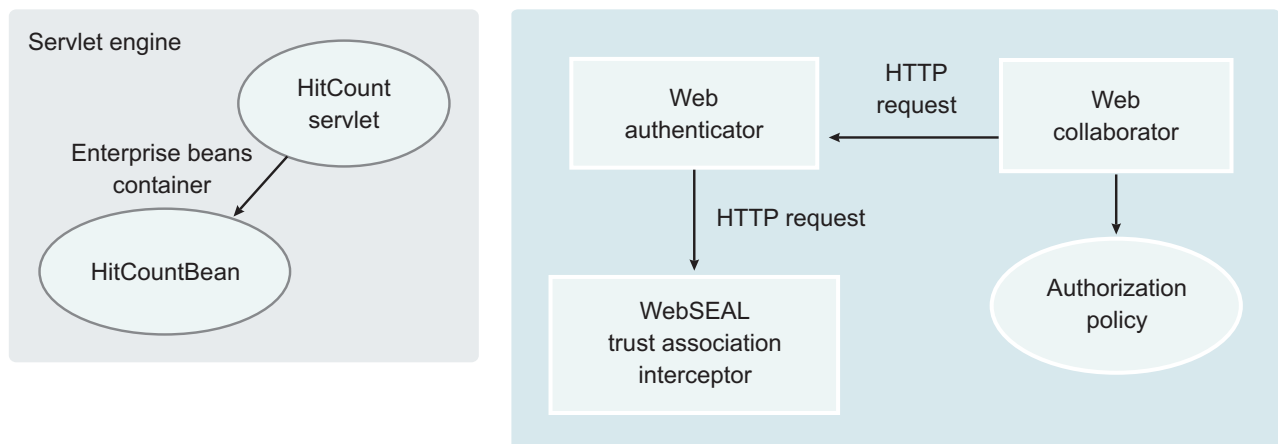 Servlet engine
HitCount
servlet
Enterprise beans
container
HitCountBean
Web
authenticator
HTTP
request
Web
collaborator
HTTP request
WebSEAL
trust association
interceptor
Authorization
policy